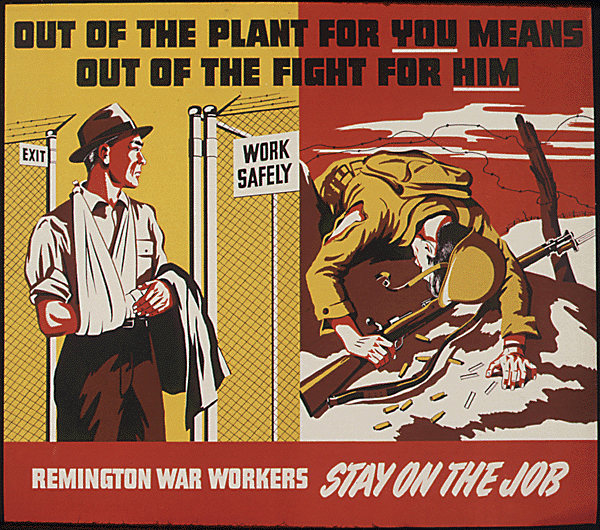 OUT OF THE PLANT FOR YOU MEANS
OUT OF THE FIGHT FOR HIM
EXIT
WORK
SAFELY
REMINGTON WAR WORKERS STAY ON THE JOB